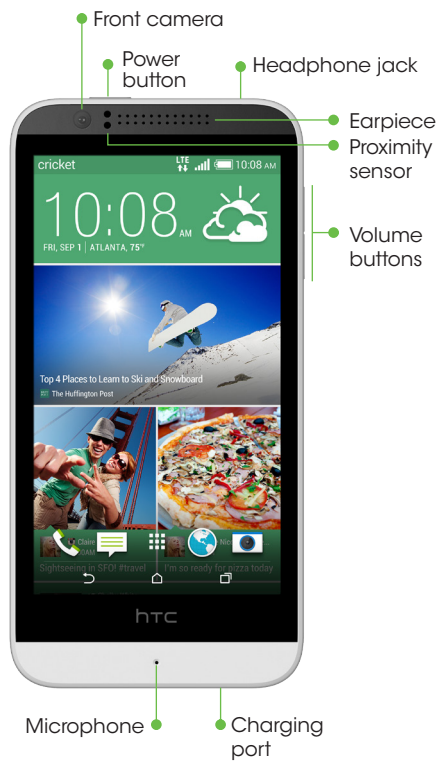 Front camera
Power
button
Headphone jack
Earpiece
Proximity
sensor
cricket LTE 10:08 AM
10:08 AM
FRI, SEP 1 | ATLANTA, 75°F
Volume
buttons
Top 4 Places to Learn to Ski and Snowboard
The Huffington Post
Claire
Sightseeing in SFO! #travel
I'm so ready for pizza today
hTC
Microphone
Charging
port